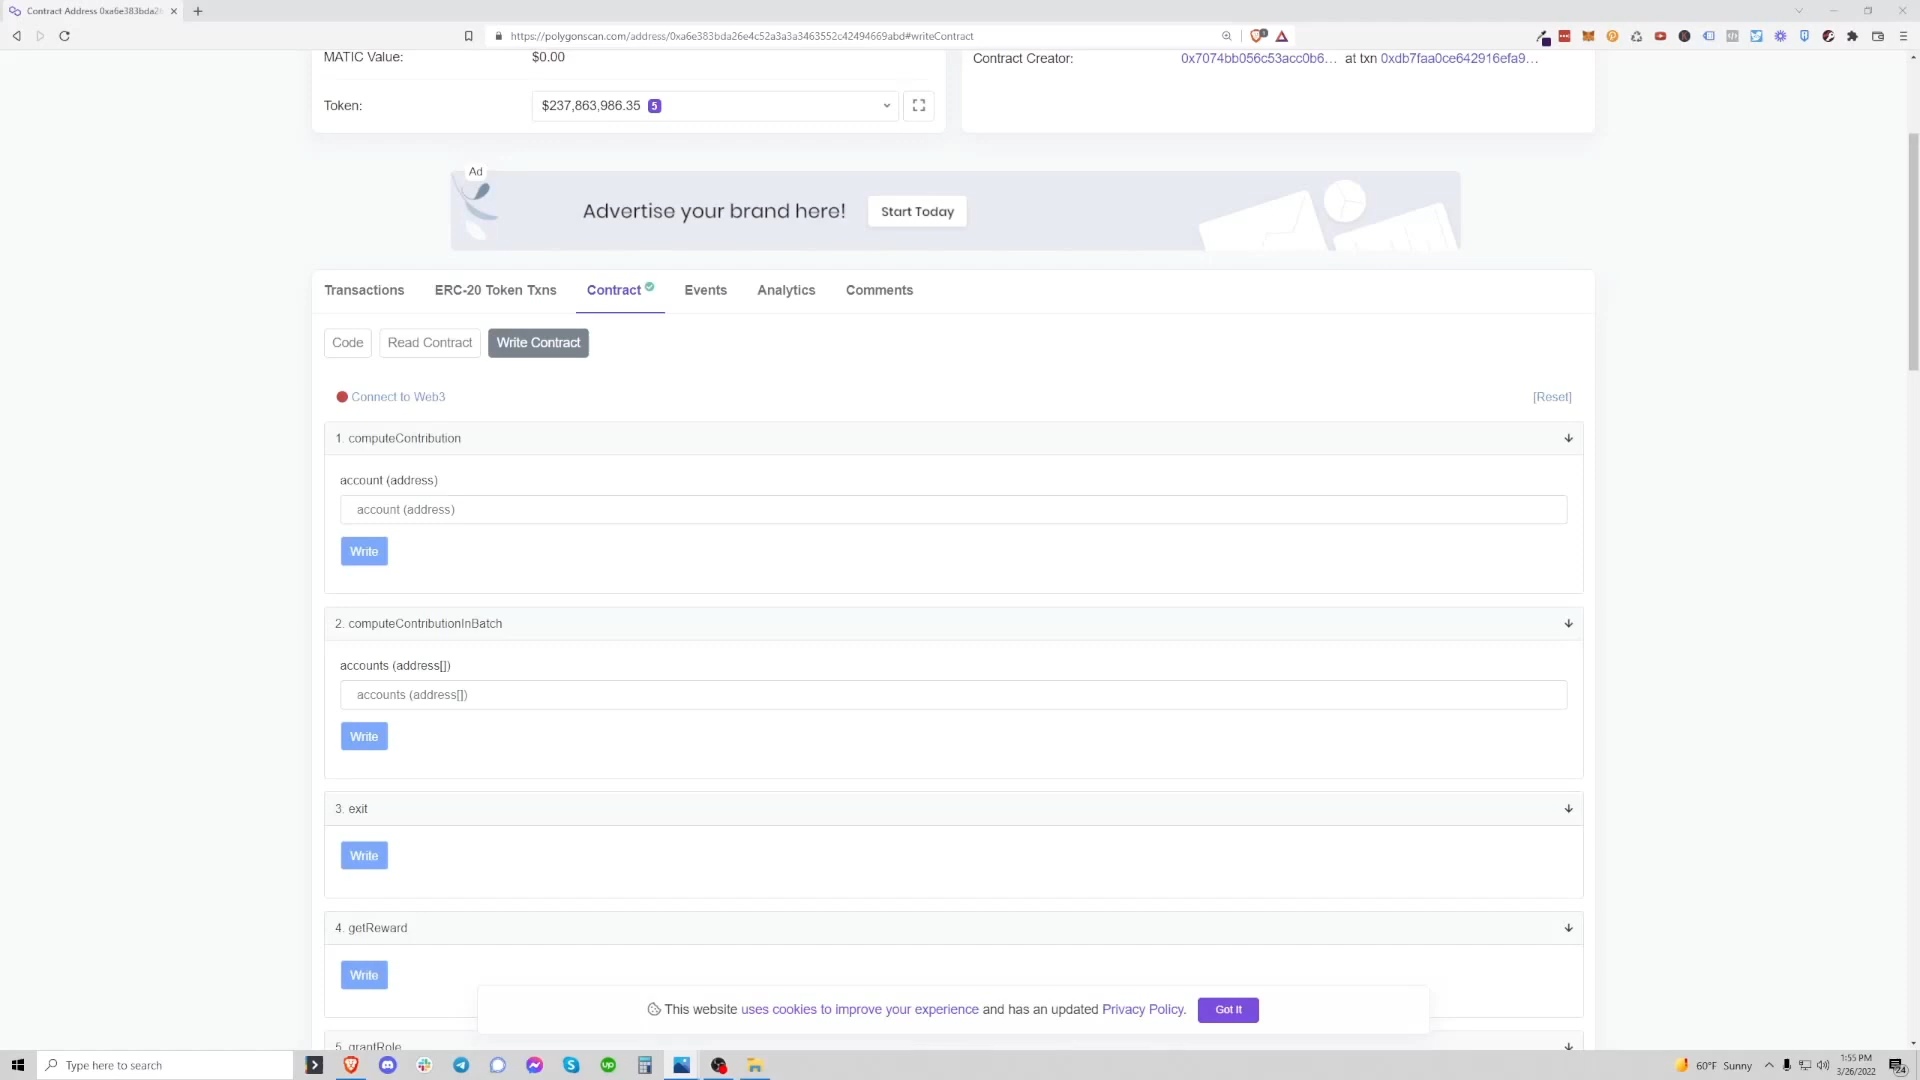 Contract Address 0xa6e383bda2
https://polygonscan.com/address/0xa6e383bda26e4c52a3a3a3463552c42494669abd#writeContract
MATIC Value:
$0.00
Contract Creator:
0x7074bb056c53acc0b6... at txn 0xdb7faa0ce642916efa9...
Token:
$237,863,986.35 5
Ad
Advertise your brand here!
Start Today
Transactions
ERC-20 Token Txns
Contract
Events
Analytics
Comments
Code
Read Contract
Write Contract
Connect to Web3
[Reset]
1. computeContribution
account (address)
account (address)
Write
2. computeContributionInBatch
accounts (address[])
accounts (address[])
Write
3. exit
Write
4. getReward
Write
This website uses cookies to improve your experience and has an updated Privacy Policy.
Got It
5. grantRole
Type here to search
60°F Sunny
1:55 PM
3/26/2022
24